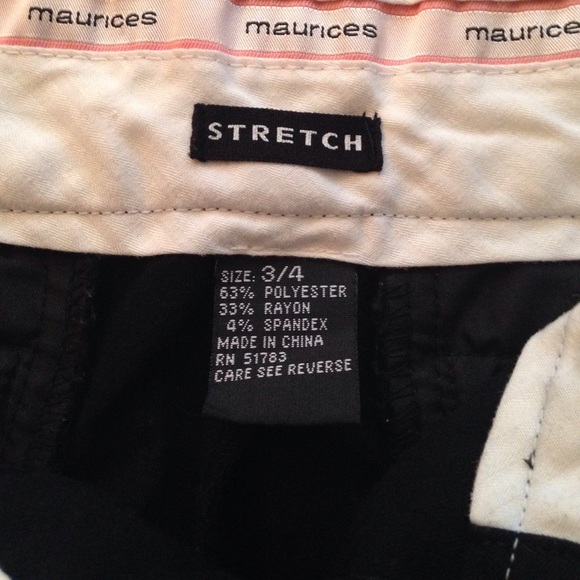 maurices maurices maurices
STRETCH
SIZE: 3/4
63% POLYESTER
33% RAYON
4% SPANDEX
MADE IN CHINA
RN 51783
CARE SEE REVERSE